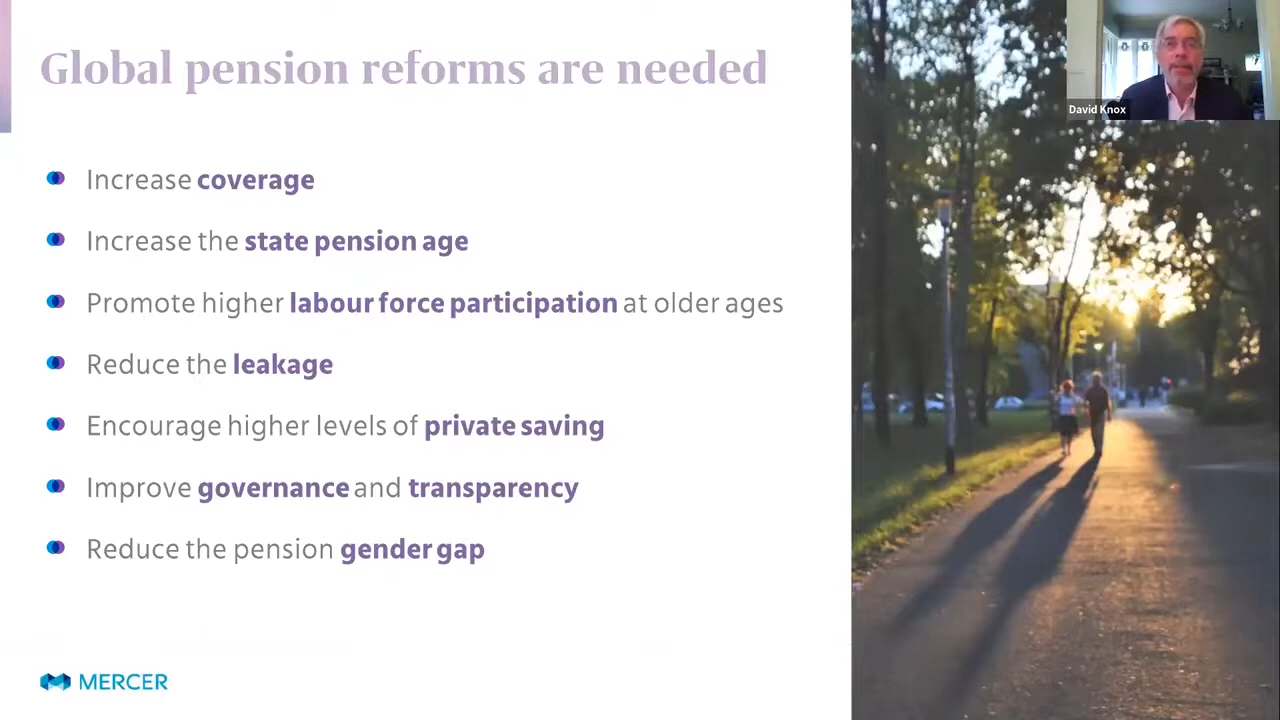 Global pension reforms are needed
David Knox
Increase coverage
Increase the state pension age
Promote higher labour force participation at older ages
Reduce the leakage
Encourage higher levels of private saving
Improve governance and transparency
Reduce the pension gender gap
MERCER